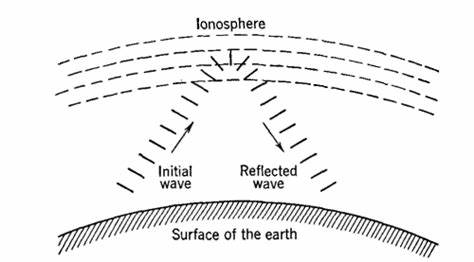 Ionosphere
Initial
wave
Reflected
wave
Surface of the earth